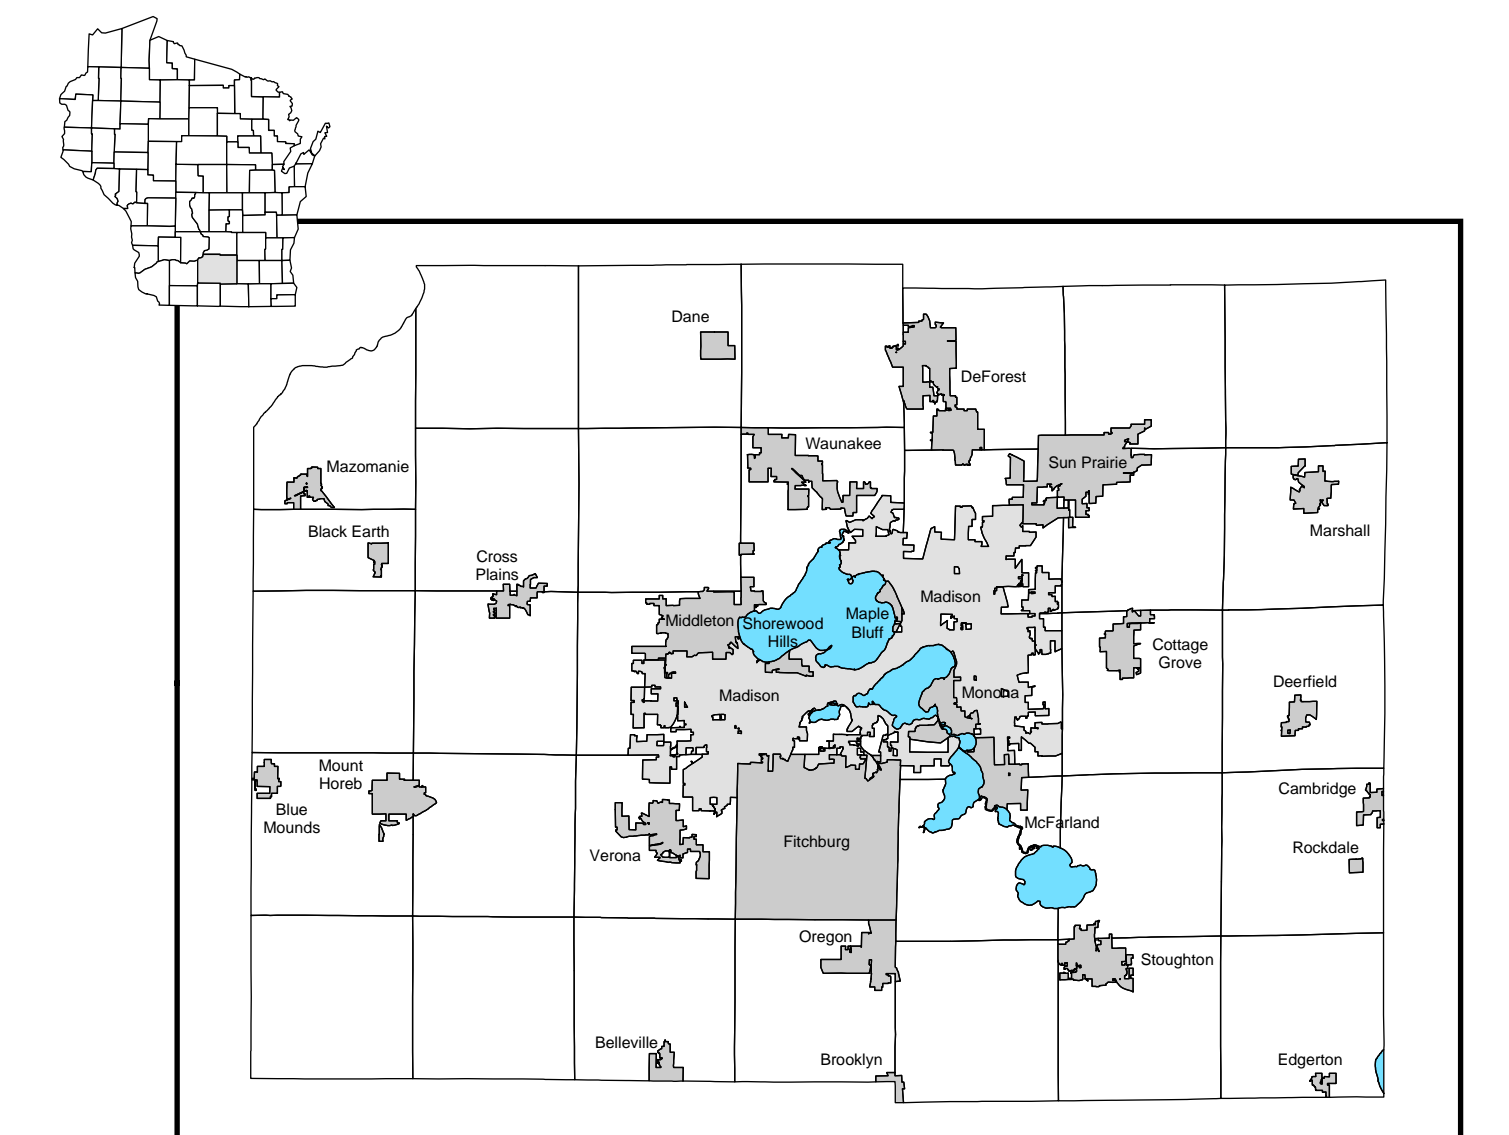 Dane
DeForest
Waunakee
Sun Prairie
Mazomanie
Marshall
Black Earth
Cross
Plains
Madison
Middleton
Shorewood
Hills
Maple
Bluff
Cottage
Grove
Madison
Monona
Deerfield
Mount
Horeb
Blue
Mounds
Cambridge
McFarland
Fitchburg
Verona
Rockdale
Oregon
Stoughton
Belleville
Brooklyn
Edgerton